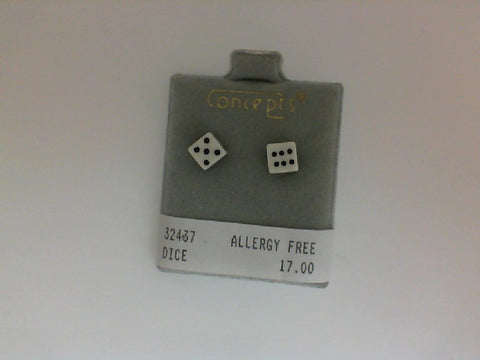 Concepts
32437 ALLERGY FREE
DICE 17.00